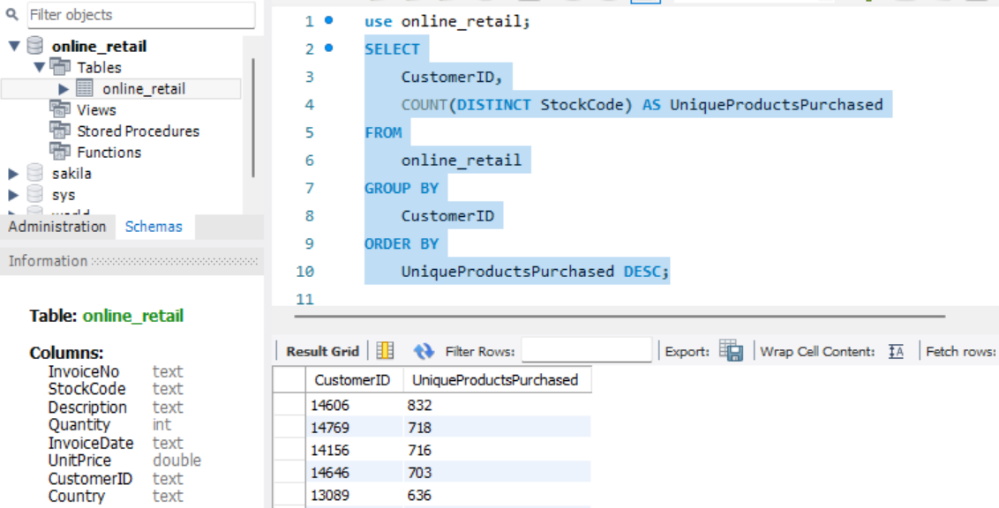 Filter objects
online_retail
Tables
online_retail
Views
Stored Procedures
Functions
sakila
sys
Administration Schemas
Information
Table: online_retail
Columns:
InvoiceNo text
StockCode text
Description text
Quantity int
InvoiceDate text
UnitPrice double
CustomerID text
Country text
1 use online_retail;
2 SELECT
3 CustomerID,
4 COUNT(DISTINCT StockCode) AS UniqueProductsPurchased
5 FROM
6 online_retail
7 GROUP BY
8 CustomerID
9 ORDER BY
10 UniqueProductsPurchased DESC;
11
Result Grid Filter Rows: Export: Wrap Cell Content: Fetch rows:
CustomerID UniqueProductsPurchased
14606 832
14769 718
14156 716
14646 703
13089 636